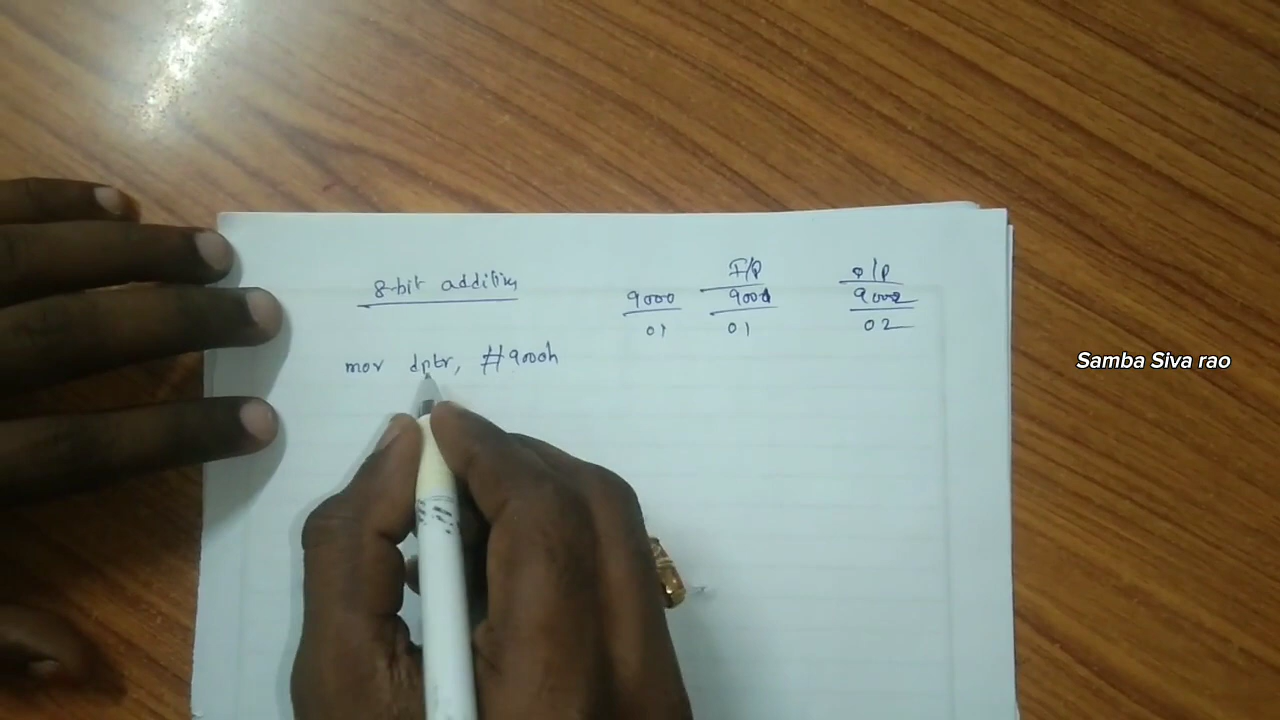 I/P O/P
8-bit addition 9000 9001 9002
01 01 02
mov dptr, #9000h
Samba Siva rao